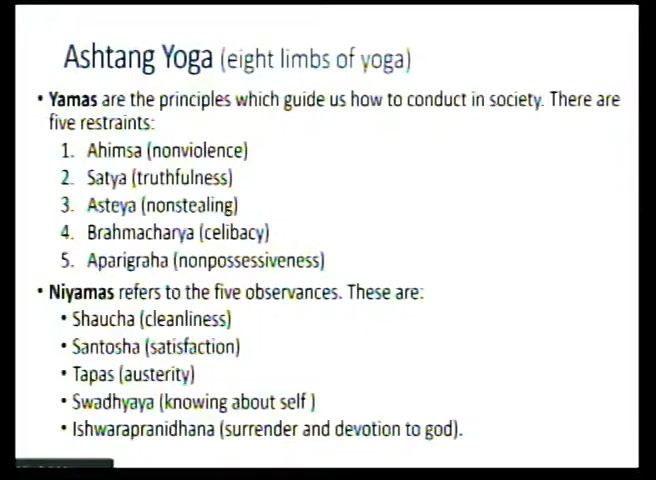 Ashtang Yoga (eight limbs of yoga)
• Yamas are the principles which guide us how to conduct in society. There are
five restraints:
1. Ahimsa (nonviolence)
2. Satya (truthfulness)
3. Asteya (nonstealing)
4. Brahmacharya (celibacy)
5. Aparigraha (nonpossessiveness)
• Niyamas refers to the five observances. These are:
• Shaucha (cleanliness)
• Santosha (satisfaction)
• Tapas (austerity)
• Swadhyaya (knowing about self )
• Ishwarapranidhana (surrender and devotion to god).